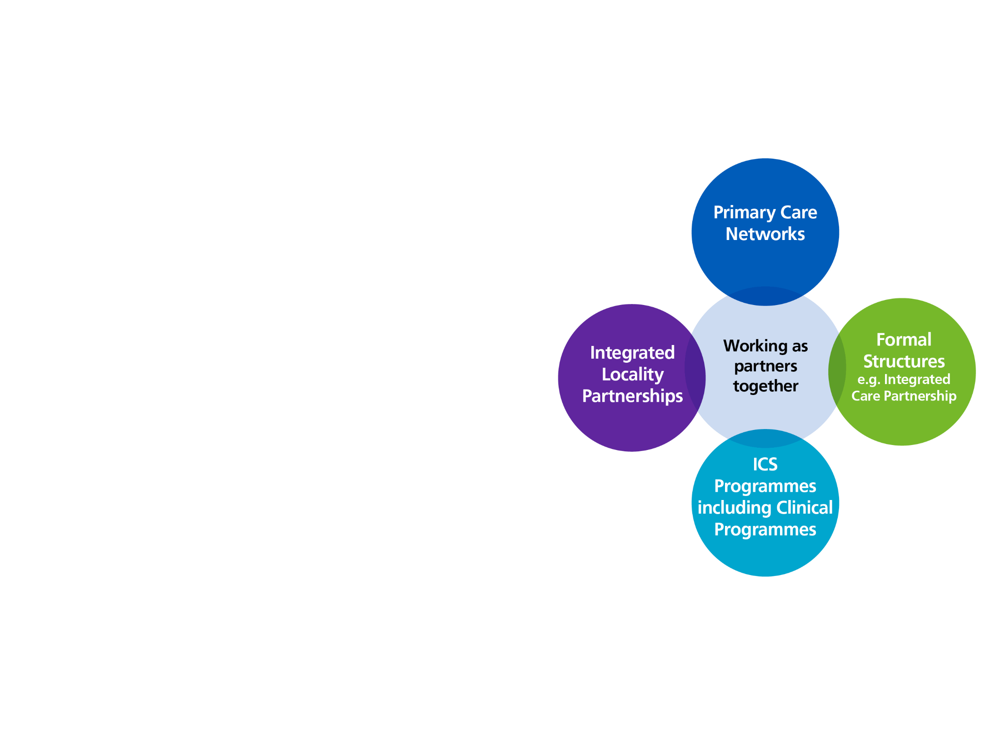 Primary Care
Networks
Integrated
Locality
Partnerships
Working as
partners
together
Formal
Structures
e.g. Integrated
Care Partnership
ICS
Programmes
including Clinical
Programmes